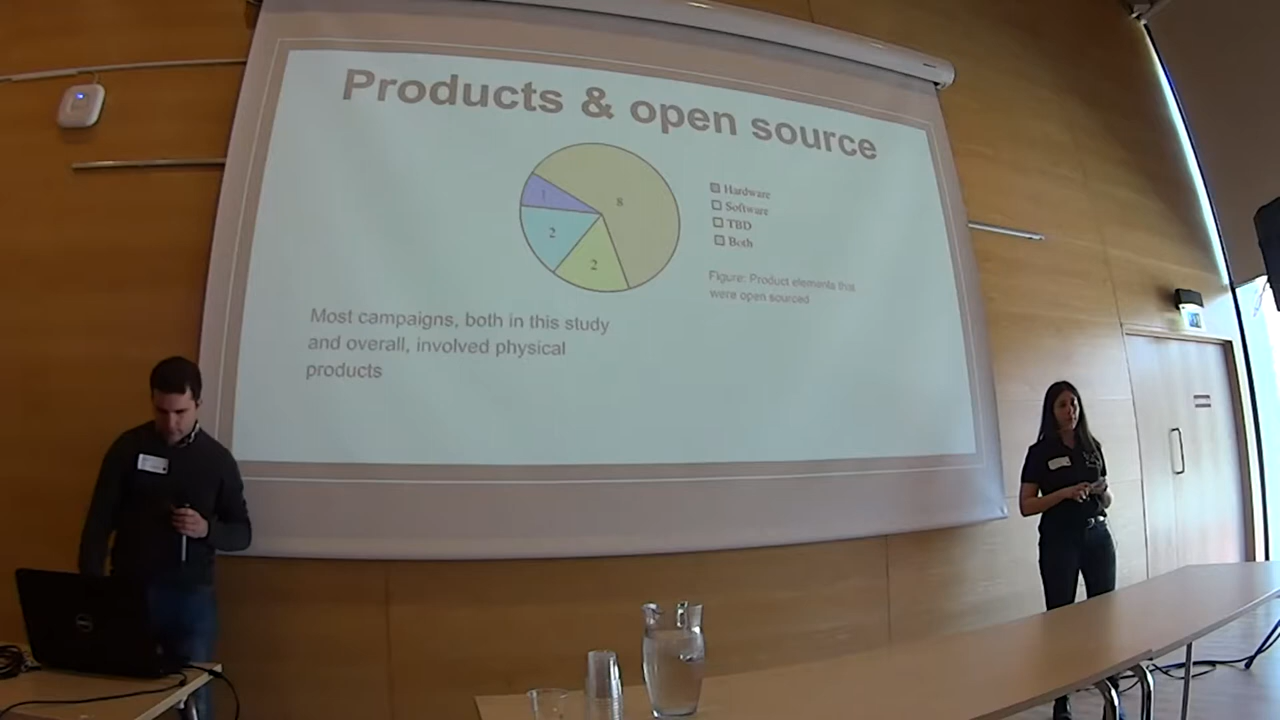 Products & open source
8
1
2
2
Hardware
Software
TBD
Both
Figure: Product elements that
were open sourced
Most campaigns, both in this study
and overall, involved physical
products
DELL